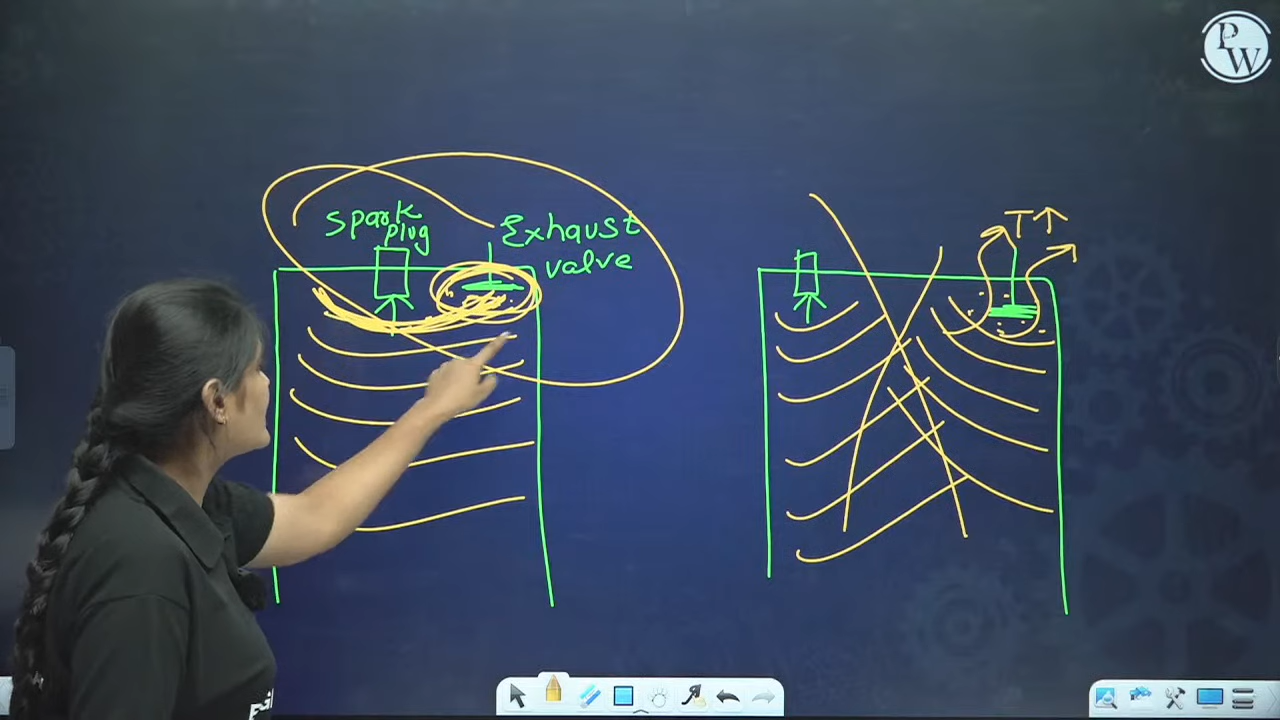 PW
Spark
plug
Exhaust
valve
T↑